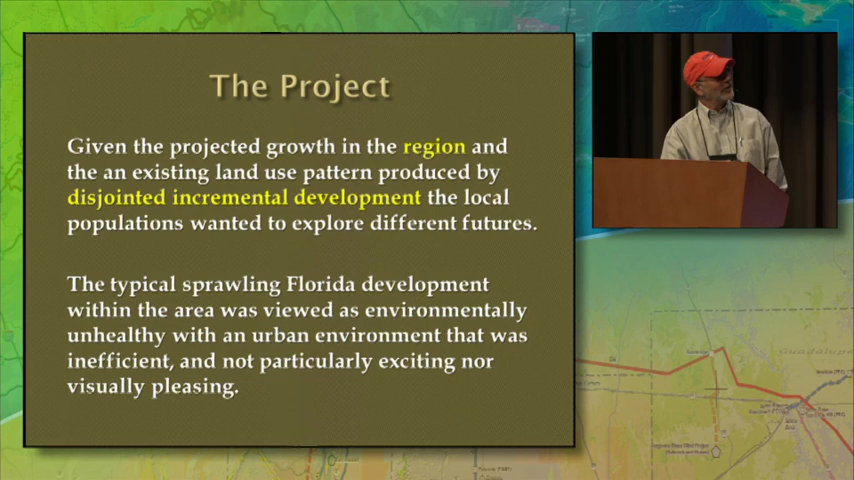 The Project
Given the projected growth in the region and
the an existing land use pattern produced by
disjointed incremental development the local
populations wanted to explore different futures.
The typical sprawling Florida development
within the area was viewed as environmentally
unhealthy with an urban environment that was
inefficient, and not particularly exciting nor
visually pleasing.